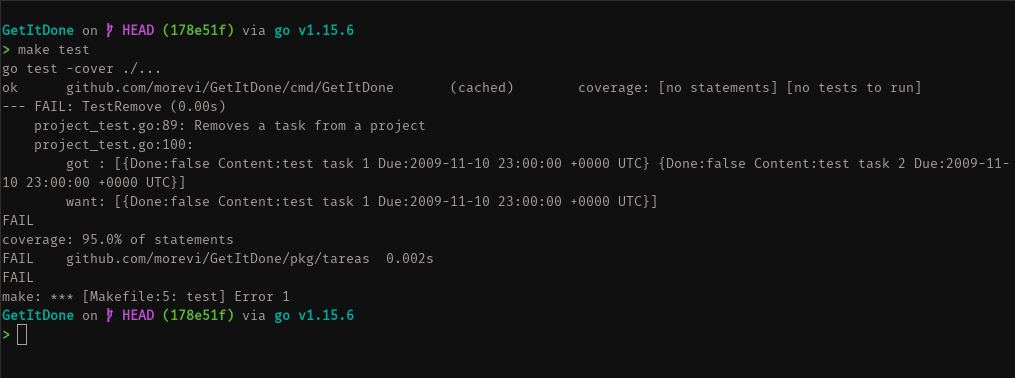 GetItDone on HEAD (178e51f) via go v1.15.6
> make test
go test -cover ./...
ok      github.com/morevi/GetItDone/cmd/GetItDone       (cached)        coverage: [no statements] [no tests to run]
--- FAIL: TestRemove (0.00s)
    project_test.go:89: Removes a task from a project
    project_test.go:100:
        got : [{Done:false Content:test task 1 Due:2009-11-10 23:00:00 +0000 UTC} {Done:false Content:test task 2 Due:2009-11-
10 23:00:00 +0000 UTC}]
        want: [{Done:false Content:test task 1 Due:2009-11-10 23:00:00 +0000 UTC}]
FAIL
coverage: 95.0% of statements
FAIL    github.com/morevi/GetItDone/pkg/tareas  0.002s
FAIL
make: *** [Makefile:5: test] Error 1
GetItDone on HEAD (178e51f) via go v1.15.6
>